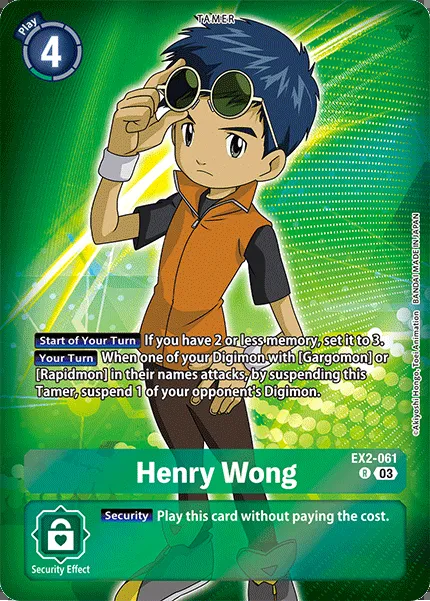 TAMER
Play
4
Start of Your Turn If you have 2 or less memory, set it to 3.
Your Turn When one of your Digimon with [Gargomon] or
[Rapidmon] in their names attacks, by suspending this
Tamer, suspend 1 of your opponent's Digimon.
©Akiyoshi Hongo, Toei Animation BANDAI MADE IN JAPAN
Henry Wong
EX2-061
R 03
Security Play this card without paying the cost.
Security Effect